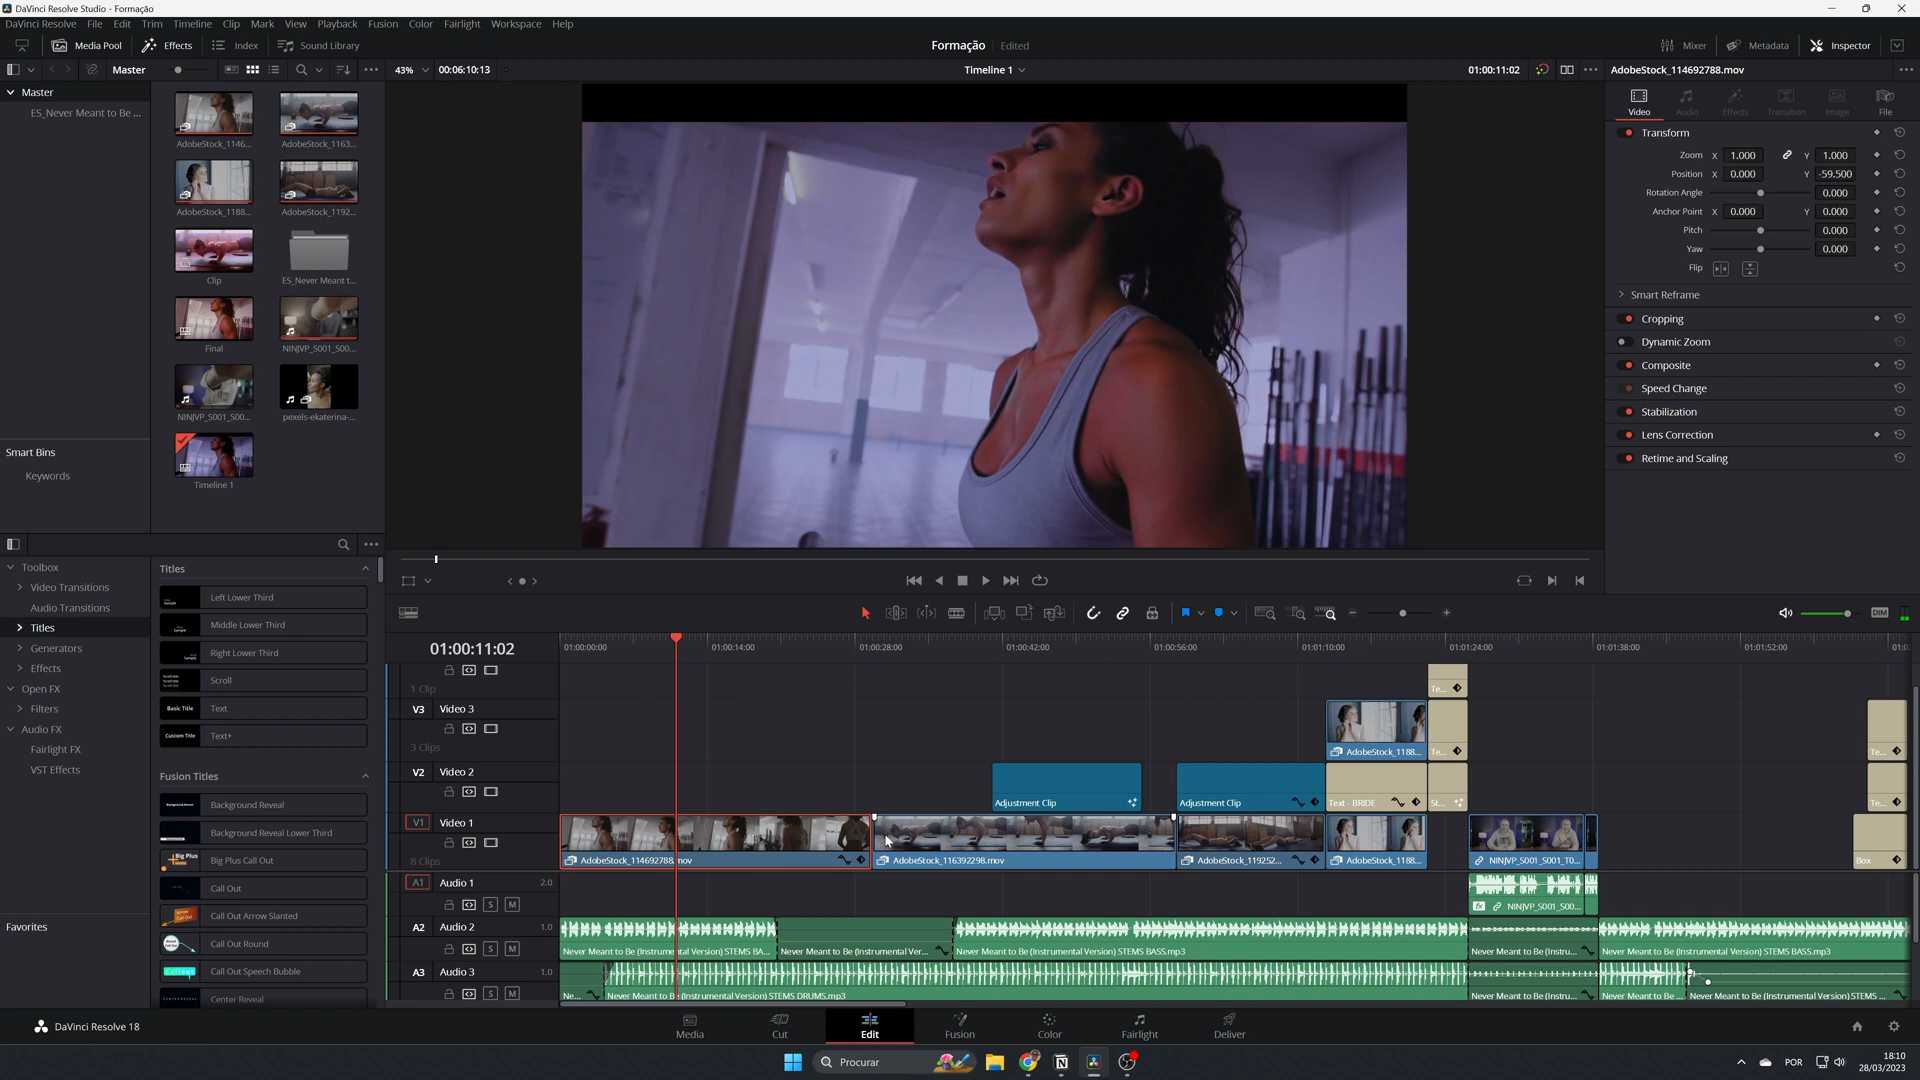 DaVinci Resolve Studio - Formação
DaVinci Resolve File Edit Trim Timeline Clip Mark View Playback Fusion Color Fairlight Workspace Help
Media Pool Effects Index Sound Library Formação Edited Mixer Metadata Inspector
Master 43% 00:06:10:13 Timeline 1 01:00:11:02 AdobeStock_114692788.mov
Master
ES_Never Meant to Be ...
Smart Bins
Keywords
AdobeStock_1146... AdobeStock_1163...
AdobeStock_1188... AdobeStock_1192...
Clip ES_Never Meant t...
Final NINJVP_S001_S00...
NINJVP_S001_S00... pexels-ekaterina-...
Timeline 1
Video Audio Effects Transition Image File
Transform
Zoom X 1.000 Y 1.000
Position X 0.000 Y -59.500
Rotation Angle 0.000
Anchor Point X 0.000 Y 0.000
Pitch 0.000
Yaw 0.000
Flip
Smart Reframe
Cropping
Dynamic Zoom
Composite
Speed Change
Stabilization
Lens Correction
Retime and Scaling
Toolbox
Video Transitions
Audio Transitions
Titles
Generators
Effects
Open FX
Filters
Audio FX
Fairlight FX
VST Effects
Favorites
Titles
Left Lower Third
Middle Lower Third
Right Lower Third
Scroll
Basic Title Text
Custom Title Text+
Fusion Titles
Background Reveal
Background Reveal Lower Third
Big Plus Big Plus Call Out
Call Out
Call Out Arrow Slanted
Call Out Round
Callout Call Out Speech Bubble
Center Reveal
DIM
01:00:11:02 01:00:00:00 01:00:14:00 01:00:28:00 01:00:42:00 01:00:56:00 01:01:10:00 01:01:24:00 01:01:38:00 01:01:52:00
1 Clip Te...
V3 Video 3
3 Clips AdobeStock_1188... Te... Te...
V2 Video 2
Adjustment Clip Adjustment Clip Text - BRIDE St... Te...
V1 Video 1
8 Clips AdobeStock_114692788.mov AdobeStock_116392298.mov AdobeStock_119252... AdobeStock_1188... NINJVP_S001_S001_T0... Box
A1 Audio 1 2.0
S M fx NINJVP_S001_S00...
A2 Audio 2 1.0
S M Never Meant to Be (Instrumental Version) STEMS BA... Never Meant to Be (Instrumental Ver... Never Meant to Be (Instrumental Version) STEMS BASS.mp3 Never Meant to Be (Instru... Never Meant to Be (Instrumental Version) STEMS BASS.mp3
A3 Audio 3 1.0
S M Ne... Never Meant to Be (Instrumental Version) STEMS DRUMS.mp3 Never Meant to Be (Instru... Never Meant to Be ... Never Meant to Be (Instrumental Version) STEMS ...
DaVinci Resolve 18 Media Cut Edit Fusion Color Fairlight Deliver
Procurar POR 18:10
28/03/2023